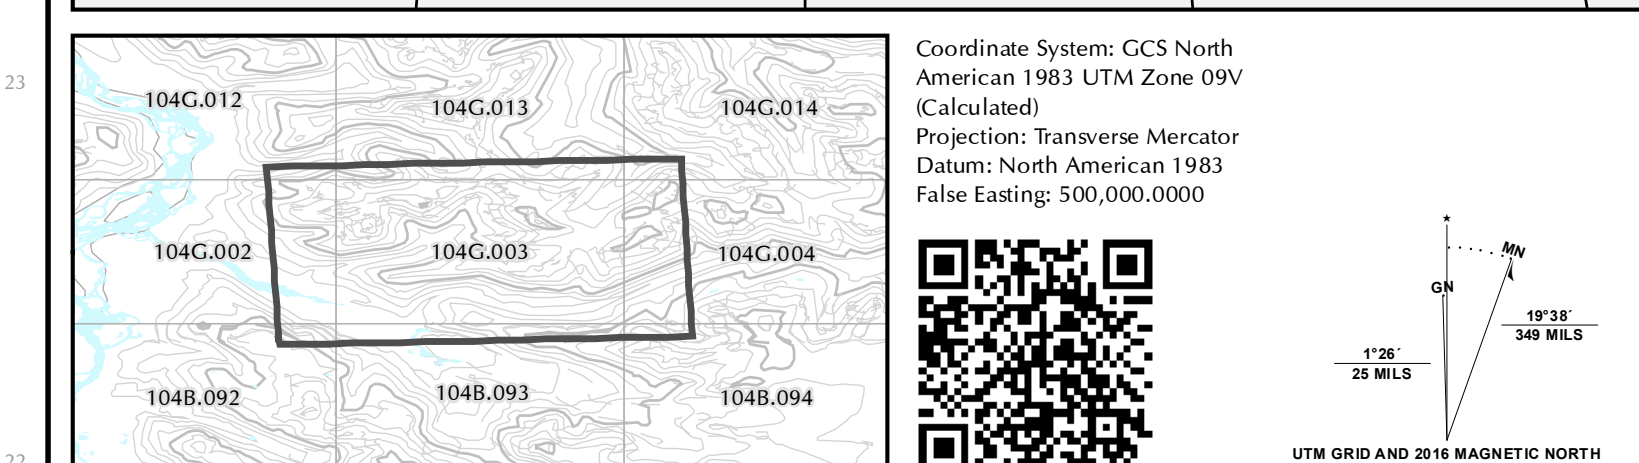 23
104G.012 104G.013 104G.014
104G.002 104G.003 104G.004
104B.092 104B.093 104B.094
22
Coordinate System: GCS North
American 1983 UTM Zone 09V
(Calculated)
Projection: Transverse Mercator
Datum: North American 1983
False Easting: 500,000.0000
MN
GN
19°38´
349 MILS
1°26´
25 MILS
UTM GRID AND 2016 MAGNETIC NORTH